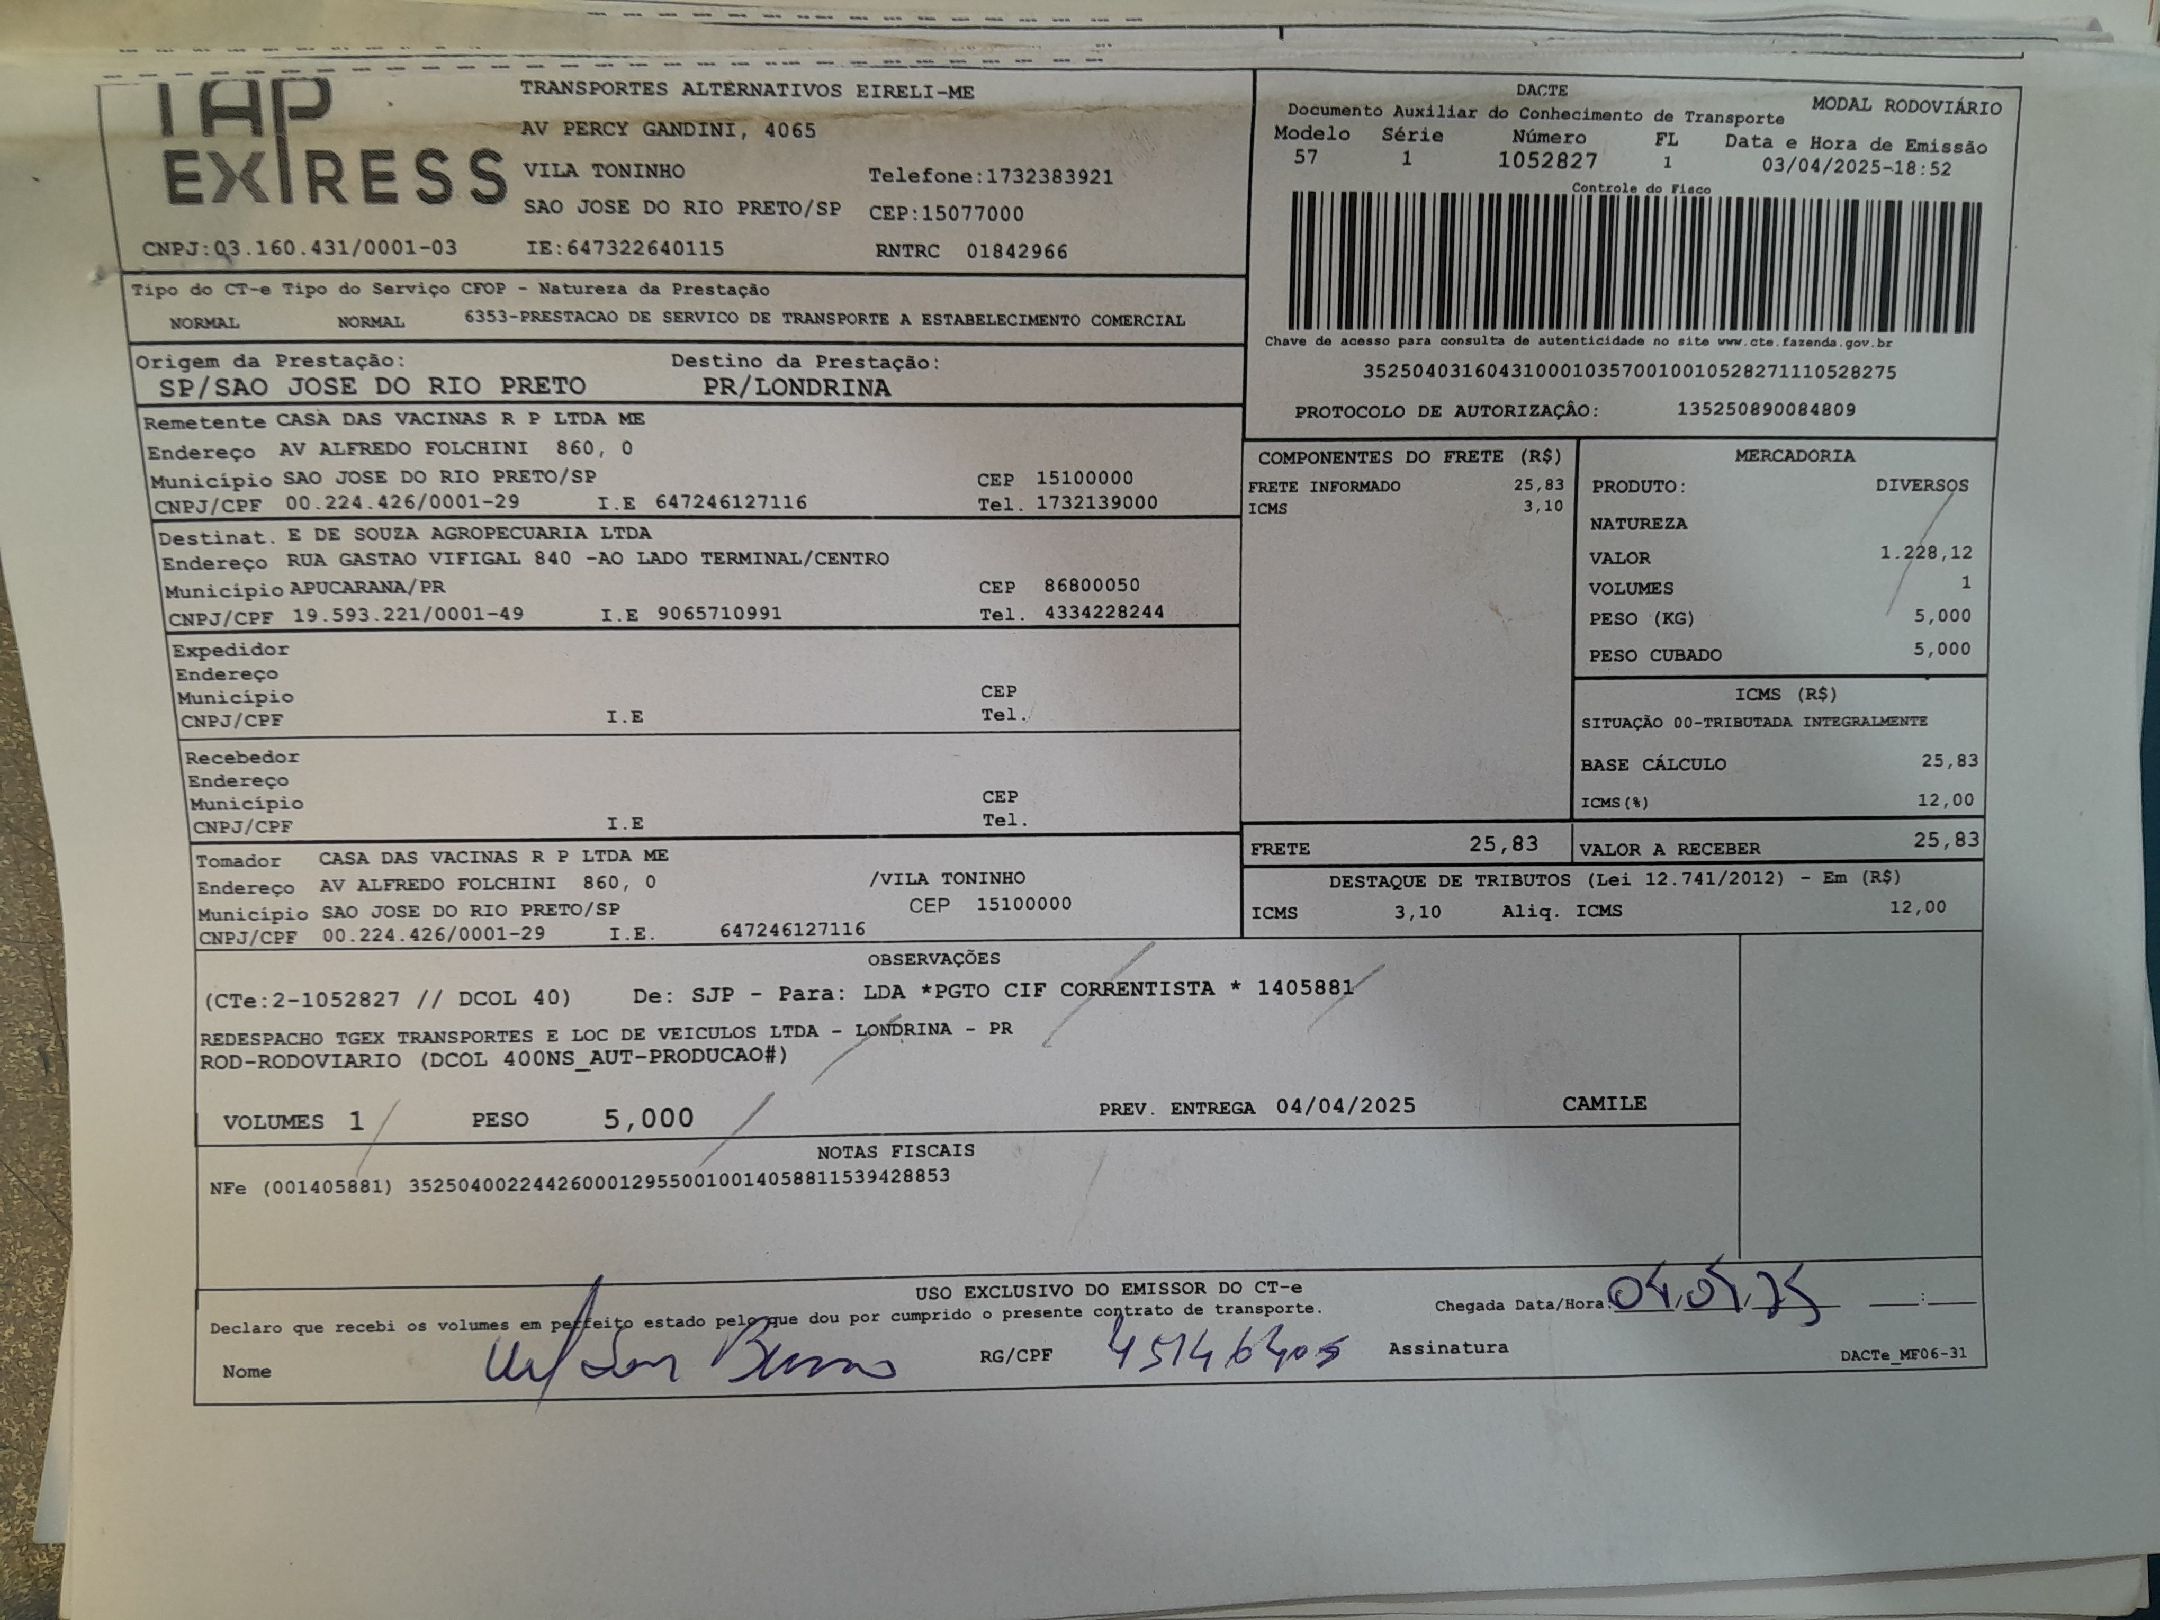 TAP
EXPRESS
TRANSPORTES ALTERNATIVOS EIRELI-ME
AV PERCY GANDINI, 4065
VILA TONINHO
Telefone:1732383921
SAO JOSE DO RIO PRETO/SP CEP:15077000
CNPJ:03.160.431/0001-03 IE:647322640115 RNTRC 01842966
DACTE
MODAL RODOVIÁRIO
Documento Auxiliar do Conhecimento de Transporte
Modelo Série Número FL Data e Hora de Emissão
57 1 1052827 1 03/04/2025-18:52
Controle do Fisco
Chave de acesso para consulta de autenticidade no site www.cte.fazenda.gov.br
35250403160431000103570010010528271110528275
PROTOCOLO DE AUTORIZAÇÂO: 135250890084809
Tipo do CT-e Tipo do Serviço CFOP - Natureza da Prestação
NORMAL NORMAL 6353-PRESTACAO DE SERVICO DE TRANSPORTE A ESTABELECIMENTO COMERCIAL
Origem da Prestação: Destino da Prestação:
SP/SAO JOSE DO RIO PRETO PR/LONDRINA
Remetente CASA DAS VACINAS R P LTDA ME
Endereço AV ALFREDO FOLCHINI 860, 0
Município SAO JOSE DO RIO PRETO/SP CEP 15100000
CNPJ/CPF 00.224.426/0001-29 I.E 647246127116 Tel. 1732139000
Destinat. E DE SOUZA AGROPECUARIA LTDA
Endereço RUA GASTAO VIFIGAL 840 -AO LADO TERMINAL/CENTRO
Município APUCARANA/PR CEP 86800050
CNPJ/CPF 19.593.221/0001-49 I.E 9065710991 Tel. 4334228244
Expedidor
Endereço
Município CEP
CNPJ/CPF I.E Tel.
Recebedor
Endereço
Município CEP
CNPJ/CPF I.E Tel.
Tomador CASA DAS VACINAS R P LTDA ME
Endereço AV ALFREDO FOLCHINI 860, 0 /VILA TONINHO
Município SAO JOSE DO RIO PRETO/SP CEP 15100000
CNPJ/CPF 00.224.426/0001-29 I.E. 647246127116
COMPONENTES DO FRETE (R$)
FRETE INFORMADO 25,83
ICMS 3,10
MERCADORIA
PRODUTO: DIVERSOS
NATUREZA
VALOR 1.228,12
VOLUMES 1
PESO (KG) 5,000
PESO CUBADO 5,000
ICMS (R$)
SITUAÇÃO 00-TRIBUTADA INTEGRALMENTE
BASE CÁLCULO 25,83
ICMS(%) 12,00
FRETE 25,83 VALOR A RECEBER 25,83
DESTAQUE DE TRIBUTOS (Lei 12.741/2012) - Em (R$)
ICMS 3,10 Aliq. ICMS 12,00
OBSERVAÇÕES
(CTe:2-1052827 // DCOL 40) De: SJP - Para: LDA *PGTO CIF CORRENTISTA * 1405881
REDESPACHO TGEX TRANSPORTES E LOC DE VEICULOS LTDA - LONDRINA - PR
ROD-RODOVIARIO (DCOL 400NS_AUT-PRODUCAO#)
VOLUMES 1 PESO 5,000 PREV. ENTREGA 04/04/2025 CAMILE
NOTAS FISCAIS
NFe (001405881) 35250400224426000129550010014058811539428853
USO EXCLUSIVO DO EMISSOR DO CT-e
Declaro que recebi os volumes em perfeito estado pelo que dou por cumprido o presente contrato de transporte.
Chegada Data/Hora: 04,04,25 :
Nome RG/CPF Assinatura
DACTe_MF06-31